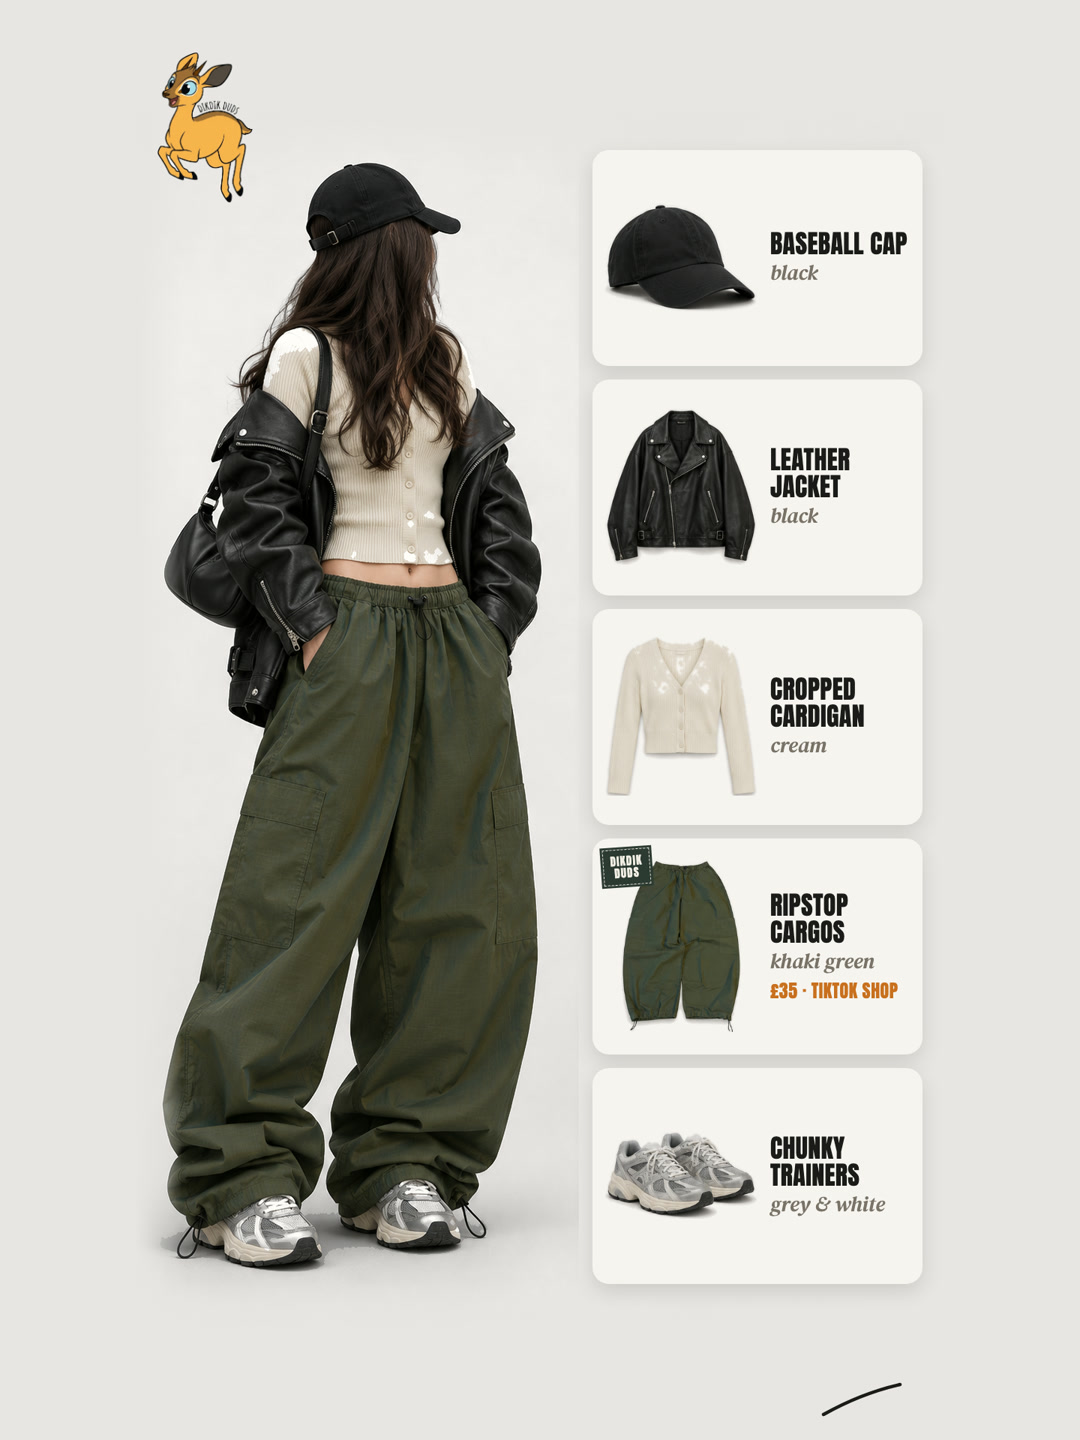 DIKDIK DUDS
BASEBALL CAP
black
LEATHER
JACKET
black
CROPPED
CARDIGAN
cream
DIKDIK
DUDS
RIPSTOP
CARGOS
khaki green
£35 · TIKTOK SHOP
CHUNKY
TRAINERS
grey & white